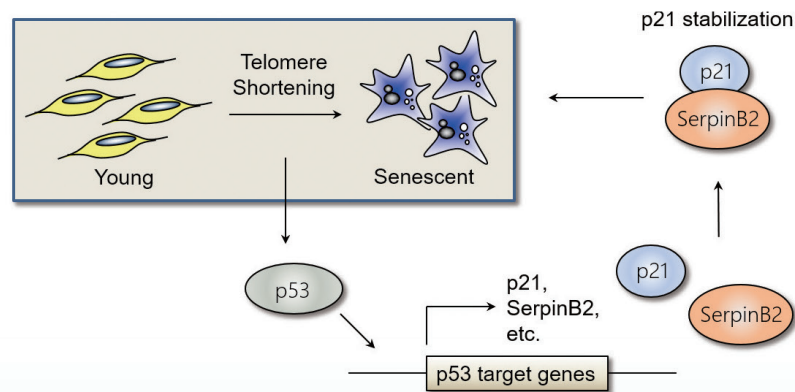 p21 stabilization
Telomere
Shortening
p21
SerpinB2
Young
Senescent
p53
p21,
SerpinB2,
etc.
p21
SerpinB2
p53 target genes